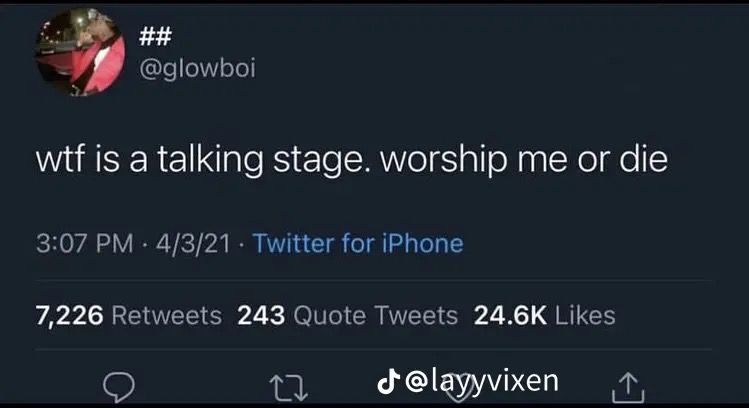 ##
@glowboi
wtf is a talking stage. worship me or die
3:07 PM · 4/3/21 · Twitter for iPhone
7,226 Retweets 243 Quote Tweets 24.6K Likes
@layyvixen